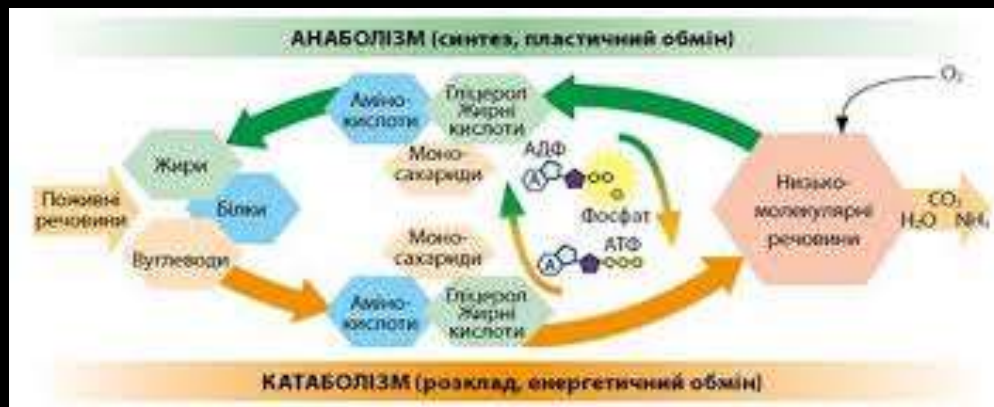 АНАБОЛІЗМ (синтез, пластичний обмін)
O₂
Аміно-
кислоти
Гліцерол
Жирні
кислоти
Моно-
сахариди
АДФ
А
Фосфат
АТФ
А
Жири
Білки
Вуглеводи
Поживні
речовини
Низько-
молекулярні
речовини
CO₂
H₂O NH₃
Моно-
сахариди
Аміно-
кислоти
Гліцерол
Жирні
кислоти
КАТАБОЛІЗМ (розклад, енергетичний обмін)